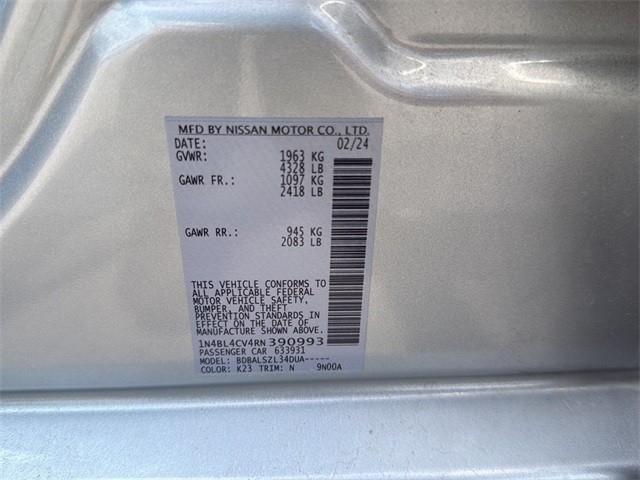 MFD BY NISSAN MOTOR CO., LTD.
DATE: 02/24
GVWR: 1963 KG
4328 LB
GAWR FR.: 1097 KG
2418 LB
GAWR RR.: 945 KG
2083 LB
THIS VEHICLE CONFORMS TO
ALL APPLICABLE FEDERAL
MOTOR VEHICLE SAFETY,
BUMPER, AND THEFT
PREVENTION STANDARDS IN
EFFECT ON THE DATE OF
MANUFACTURE SHOWN ABOVE.
1N4BL4CV4RN390993
PASSENGER CAR 633931
MODEL: BDBALSZL34DUA-----
COLOR: K23 TRIM: N 9N00A